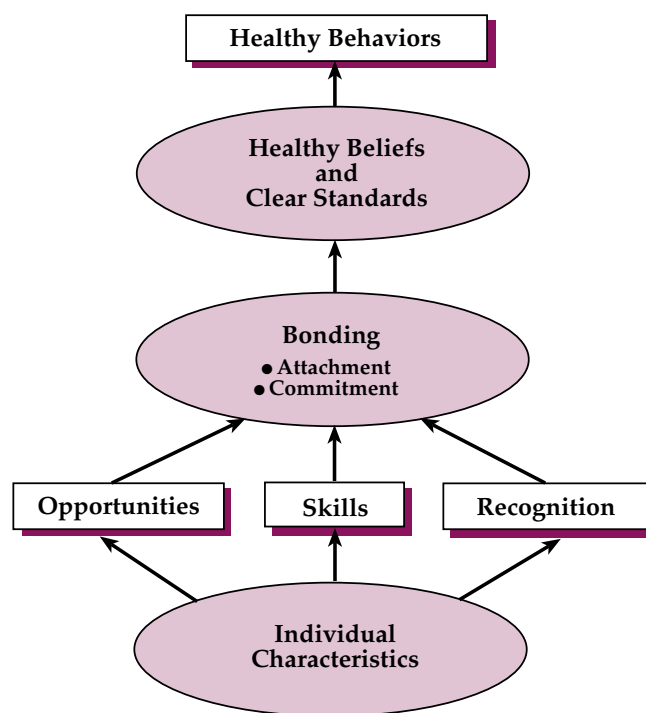 Healthy Behaviors
Healthy Beliefs
and
Clear Standards
Bonding
● Attachment
● Commitment
Opportunities
Skills
Recognition
Individual
Characteristics